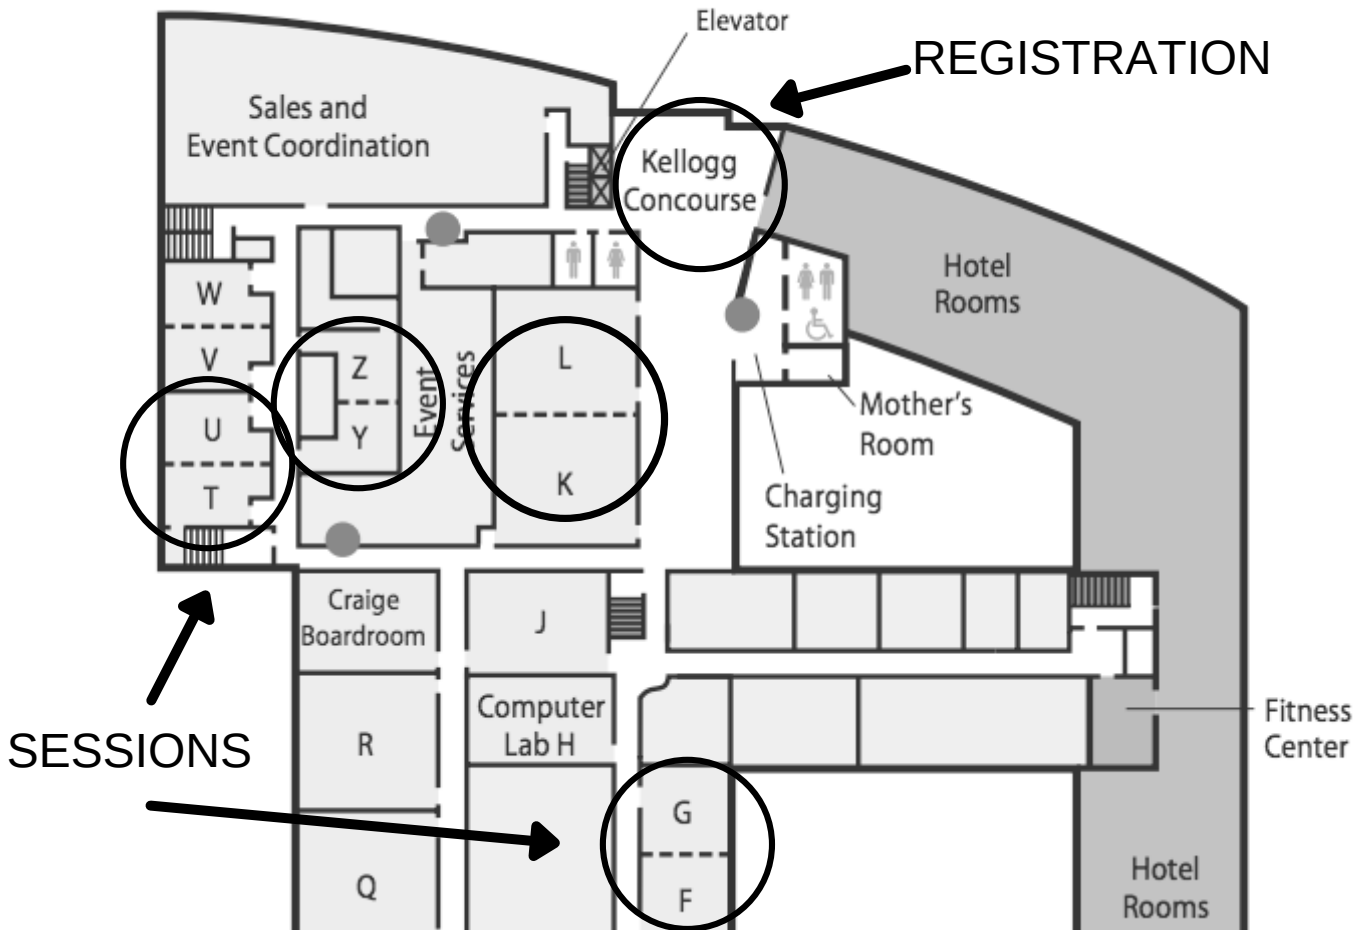 Elevator
REGISTRATION
Sales and
Event Coordination
Kellogg
Concourse
Hotel
Rooms
W
V
U
T
Z
Y
Event
Services
L
K
Mother's
Room
Charging
Station
Craige
Boardroom
J
SESSIONS
R
Computer
Lab H
Fitness
Center
G
F
Q
Hotel
Rooms